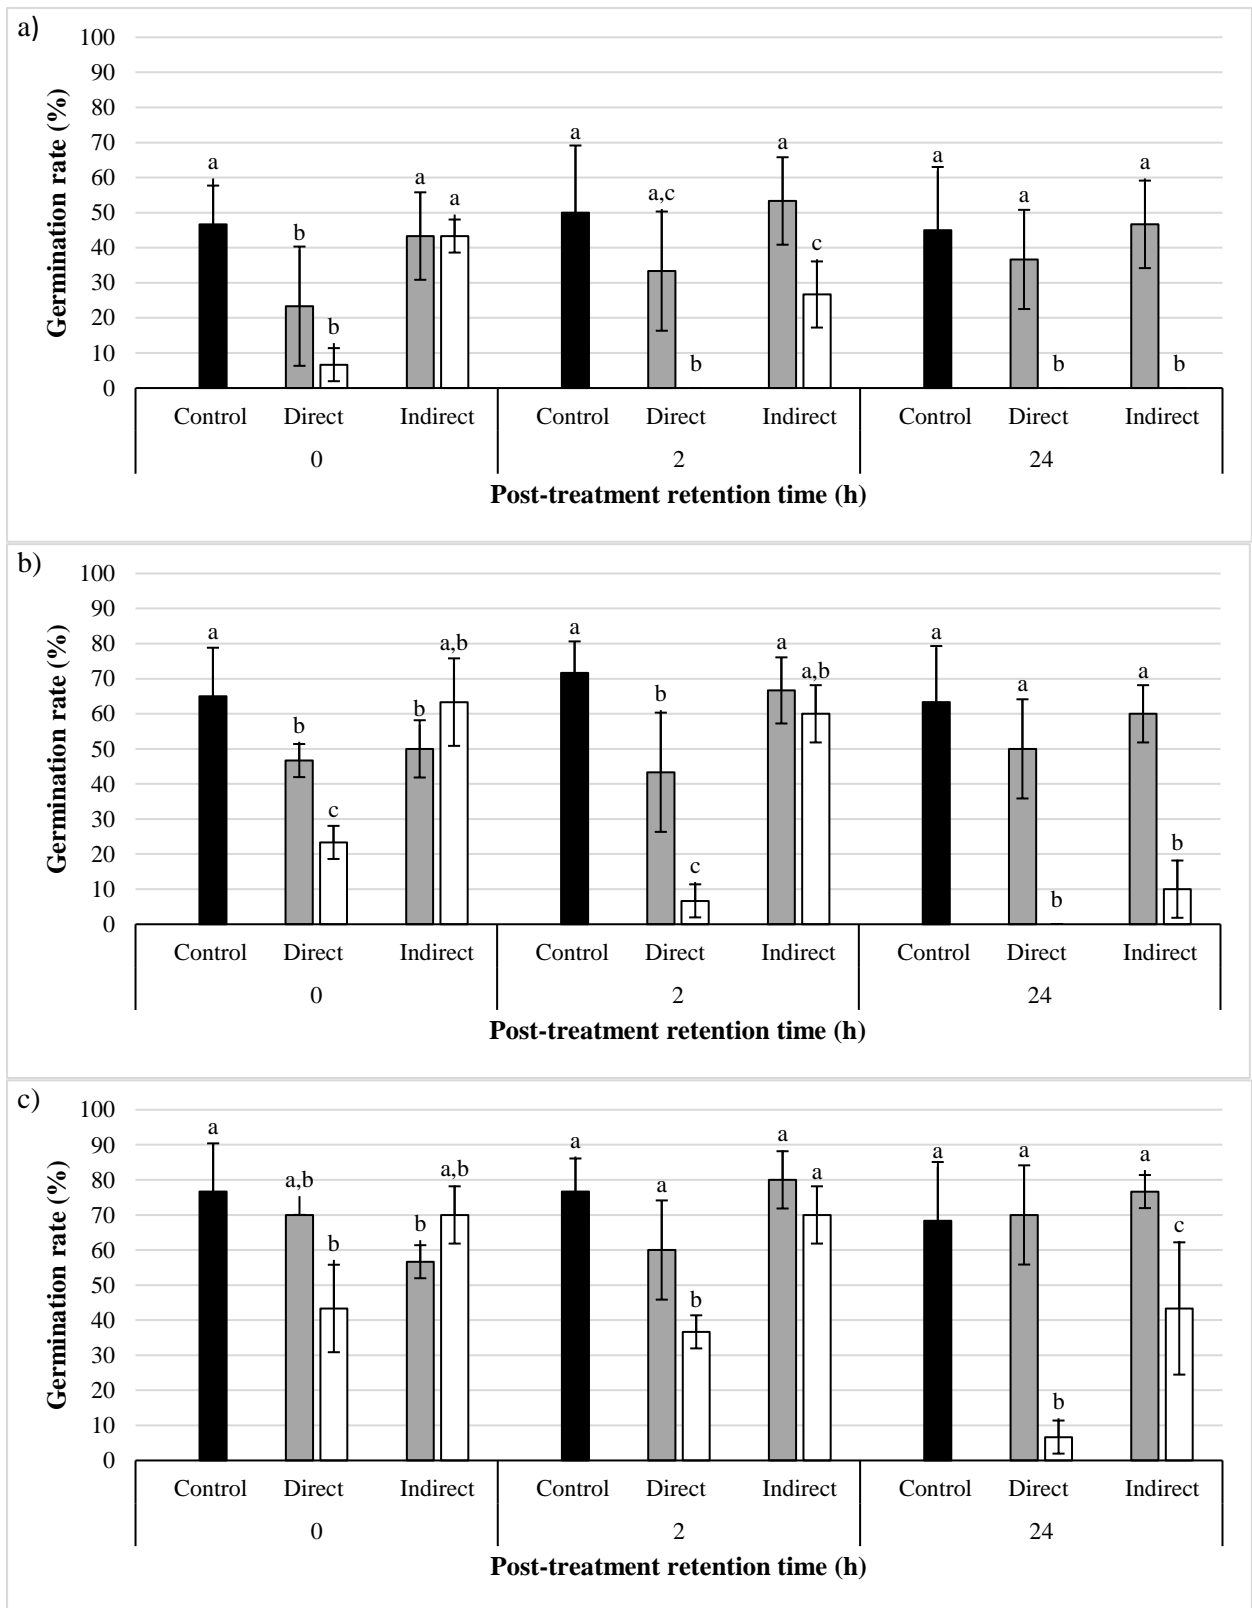 a)
Germination rate (%)
100
90
80
70
60
50
40
30
20
10
0
a
b
b
a
a
a
a,c
b
a
c
a
a
b
a
b
Control Direct Indirect Control Direct Indirect Control Direct Indirect
0 2 24
Post-treatment retention time (h)
b)
Germination rate (%)
100
90
80
70
60
50
40
30
20
10
0
a
b
c
b
a,b
a
b
c
a
a,b
a
a
b
a
b
Control Direct Indirect Control Direct Indirect Control Direct Indirect
0 2 24
Post-treatment retention time (h)
c)
Germination rate (%)
100
90
80
70
60
50
40
30
20
10
0
a
a,b
b
b
a,b
a
a
b
a
a
a
a
b
a
c
Control Direct Indirect Control Direct Indirect Control Direct Indirect
0 2 24
Post-treatment retention time (h)